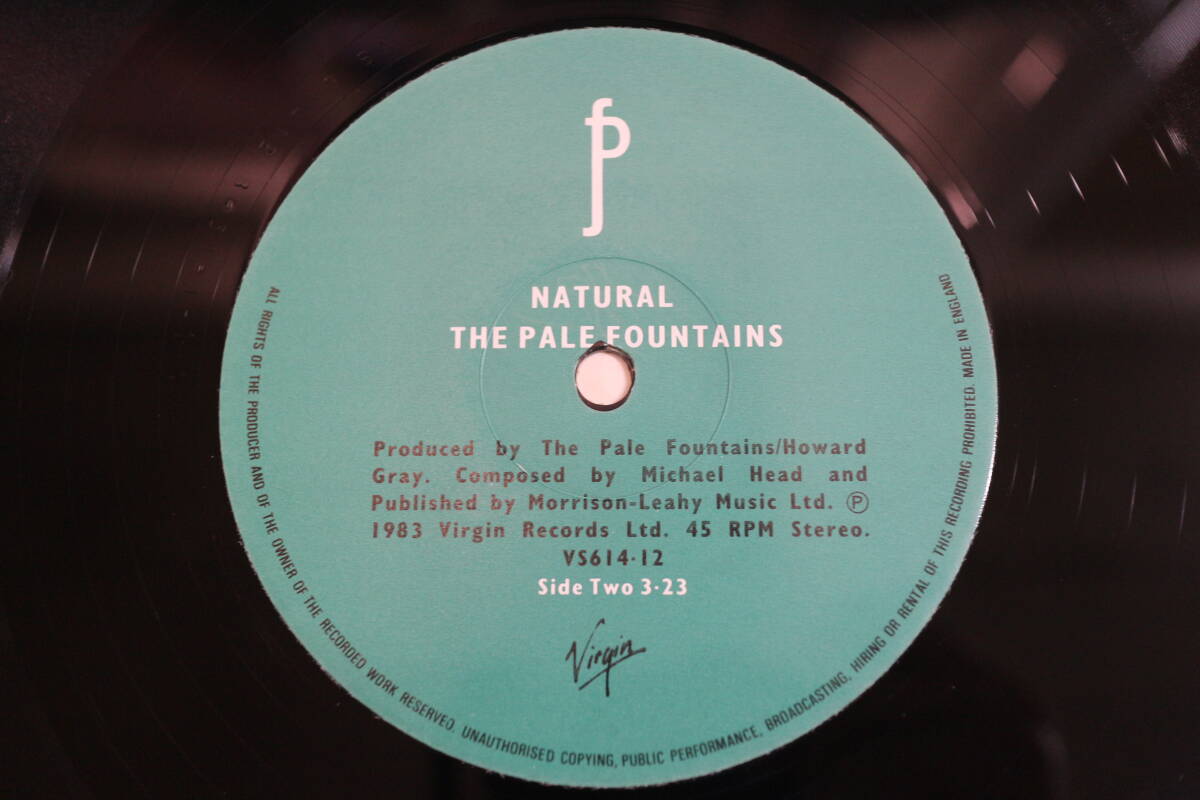 fp
NATURAL
THE PALE FOUNTAINS
Produced by The Pale Fountains/Howard
Gray. Composed by Michael Head and
Published by Morrison-Leahy Music Ltd. ℗
1983 Virgin Records Ltd. 45 RPM Stereo.
VS614·12
Side Two 3·23
Virgin
ALL RIGHTS OF THE PRODUCER AND OF THE OWNER OF THE RECORDED WORK RESERVED. UNAUTHORISED COPYING, PUBLIC PERFORMANCE, BROADCASTING, HIRING OR RENTAL OF THIS RECORDING PROHIBITED. MADE IN ENGLAND